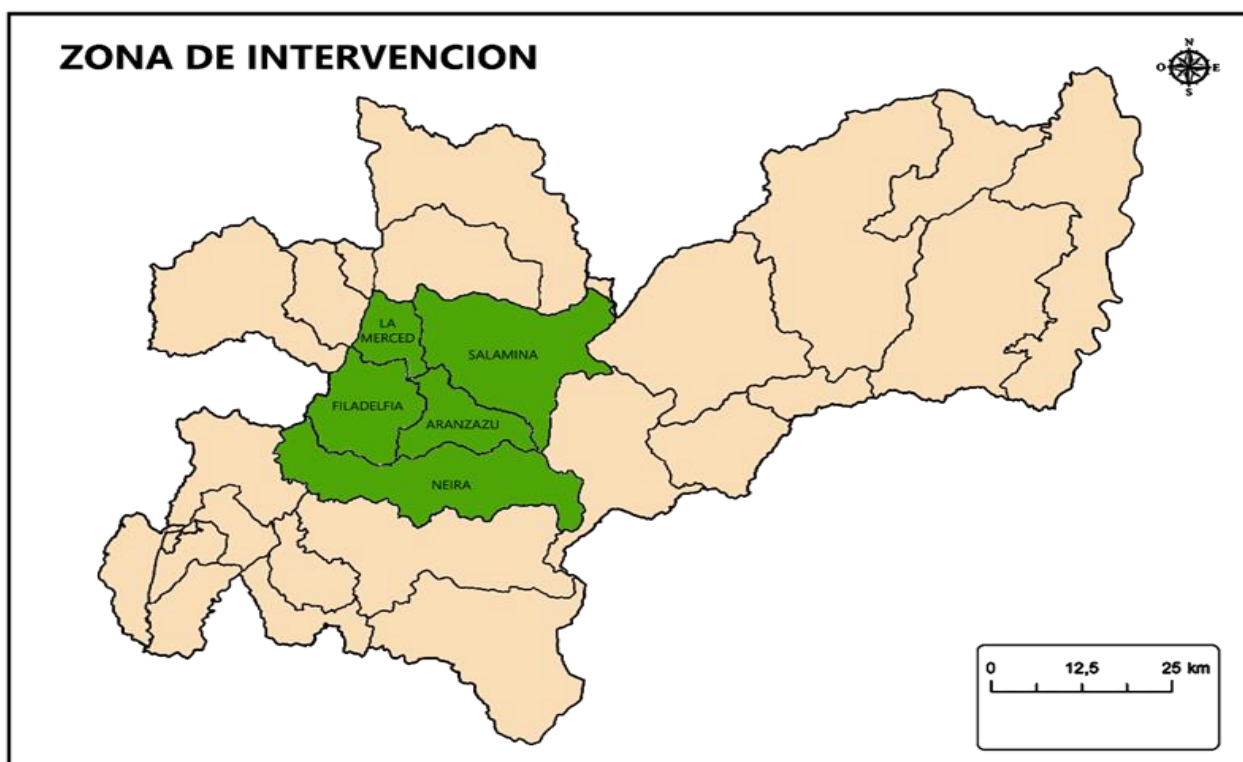 ZONA DE INTERVENCION
N
O E
S
LA
MERCED
SALAMINA
FILADELFIA
ARANZAZU
NEIRA
0 12,5 25 km